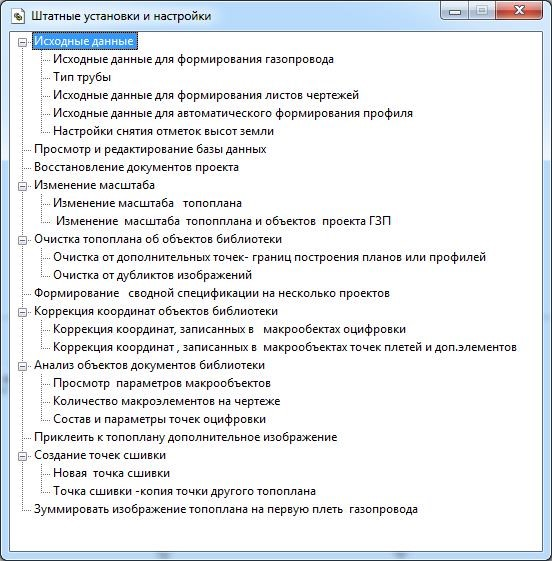 Штатные установки и настройки
Исходные данные
Исходные данные для формирования газопровода
Тип трубы
Исходные данные для формирования листов чертежей
Исходные данные для автоматического формирования профиля
Настройки снятия отметок высот земли
Просмотр и редактирование базы данных
Восстановление документов проекта
Изменение масштаба
Изменение масштаба топоплана
Изменение масштаба топопплана и объектов проекта ГЗП
Очистка топоплана об объектов библиотеки
Очистка от дополнительных точек- границ построения планов или профилей
Очистка от дубликтов изображений
Формирование сводной спецификации на несколько проектов
Коррекция координат объектов библиотеки
Коррекция координат, записанных в макрообектах оцифровки
Коррекция координат , записанных в макрообъектах точек плетей и доп.элементов
Анализ объектов документов библиотеки
Просмотр параметров макрообъектов
Количество макроэлементов на чертеже
Состав и параметры точек оцифровки
Приклеить к топоплану дополнительное изображение
Создание точек сшивки
Новая точка сшивки
Точка сшивки -копия точки другого топоплана
Зуммировать изображение топоплана на первую плеть газопровода